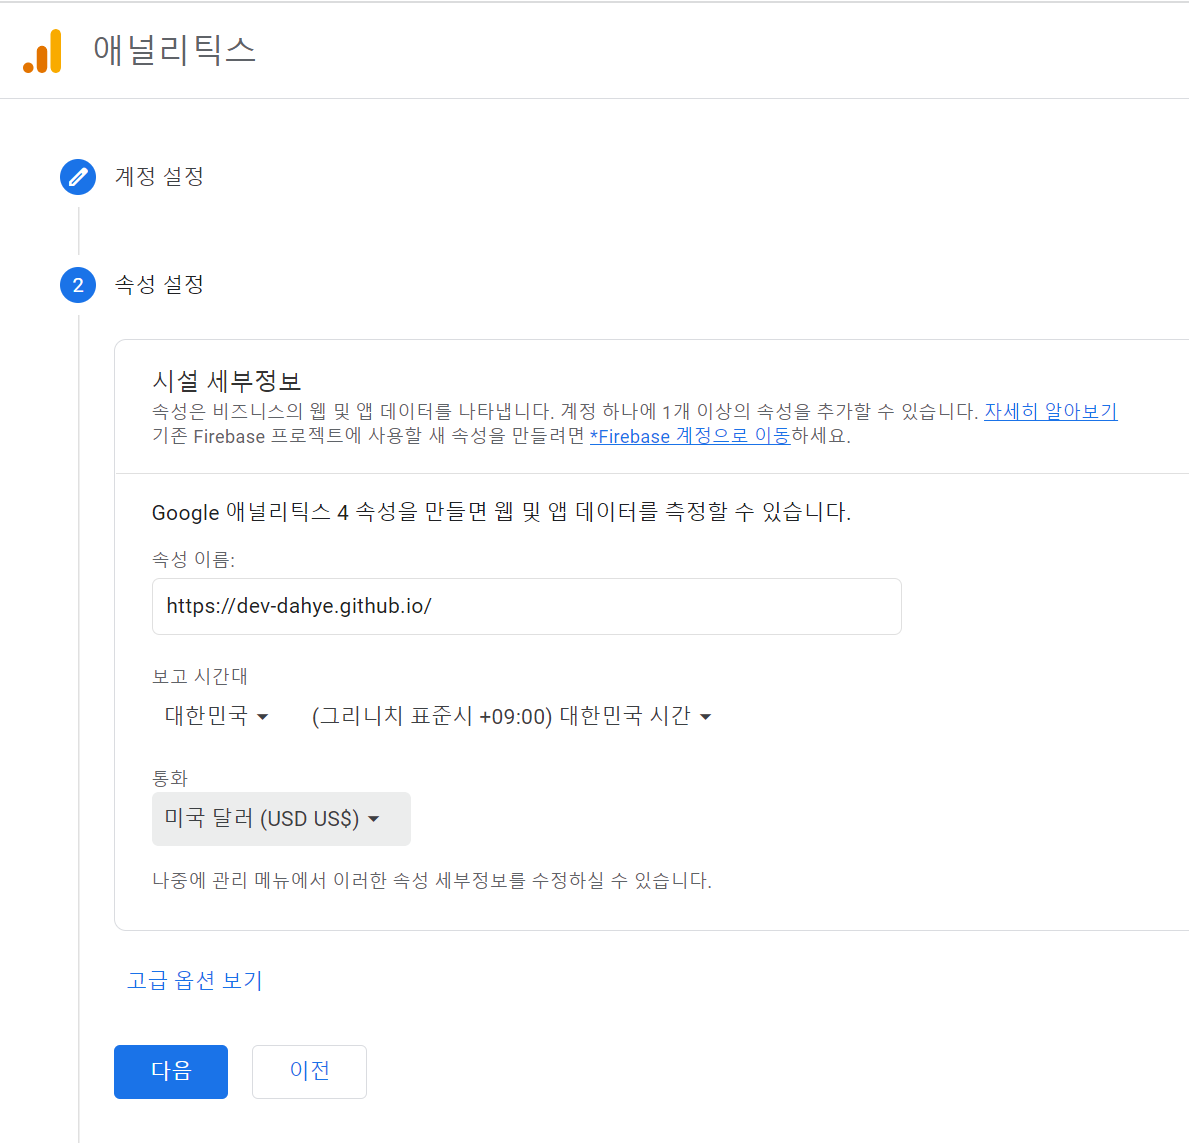 애널리틱스
계정 설정
2 속성 설정
시설 세부정보
속성은 비즈니스의 웹 및 앱 데이터를 나타냅니다. 계정 하나에 1개 이상의 속성을 추가할 수 있습니다. 자세히 알아보기
기존 Firebase 프로젝트에 사용할 새 속성을 만들려면 *Firebase 계정으로 이동하세요.
Google 애널리틱스 4 속성을 만들면 웹 및 앱 데이터를 측정할 수 있습니다.
속성 이름:
https://dev-dahye.github.io/
보고 시간대
대한민국 (그리니치 표준시 +09:00) 대한민국 시간
통화
미국 달러 (USD US$)
나중에 관리 메뉴에서 이러한 속성 세부정보를 수정하실 수 있습니다.
고급 옵션 보기
다음 이전